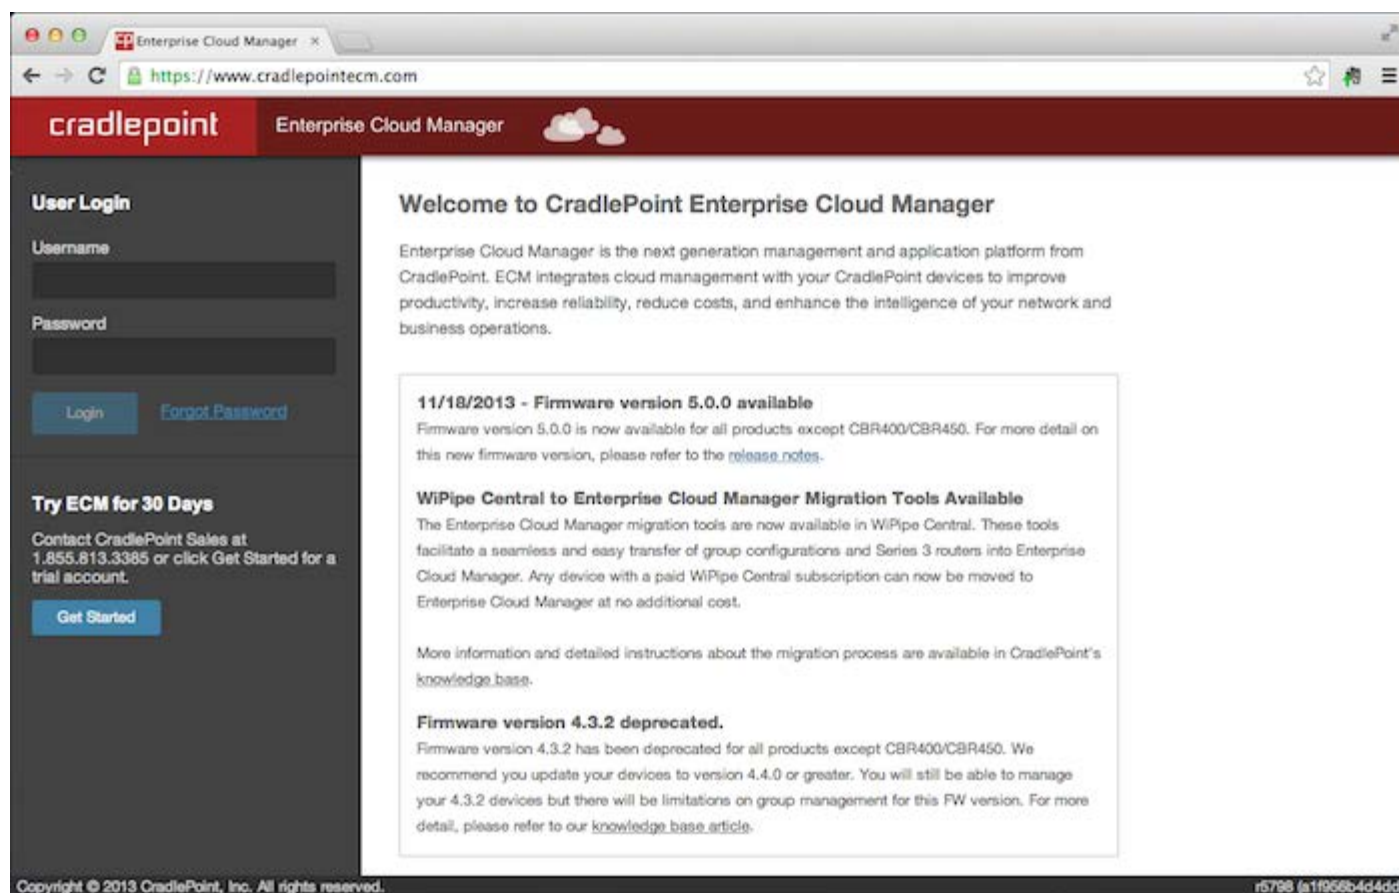 Enterprise Cloud Manager
https://www.cradlepointecm.com
cradlepoint
Enterprise Cloud Manager
User Login
Username
Password
Login
Forgot Password
Try ECM for 30 Days
Contact CradlePoint Sales at
1.855.813.3385 or click Get Started for a
trial account.
Get Started
Welcome to CradlePoint Enterprise Cloud Manager
Enterprise Cloud Manager is the next generation management and application platform from
CradlePoint. ECM integrates cloud management with your CradlePoint devices to improve
productivity, increase reliability, reduce costs, and enhance the intelligence of your network and
business operations.
11/18/2013 - Firmware version 5.0.0 available
Firmware version 5.0.0 is now available for all products except CBR400/CBR450. For more detail on
this new firmware version, please refer to the release notes.
WiPipe Central to Enterprise Cloud Manager Migration Tools Available
The Enterprise Cloud Manager migration tools are now available in WiPipe Central. These tools
facilitate a seamless and easy transfer of group configurations and Series 3 routers into Enterprise
Cloud Manager. Any device with a paid WiPipe Central subscription can now be moved to
Enterprise Cloud Manager at no additional cost.
More information and detailed instructions about the migration process are available in CradlePoint's
knowledge base.
Firmware version 4.3.2 deprecated.
Firmware version 4.3.2 has been deprecated for all products except CBR400/CBR450. We
recommend you update your devices to version 4.4.0 or greater. You will still be able to manage
your 4.3.2 devices but there will be limitations on group management for this FW version. For more
detail, please refer to our knowledge base article.
Copyright © 2013 CradlePoint, Inc. All rights reserved.
r5798